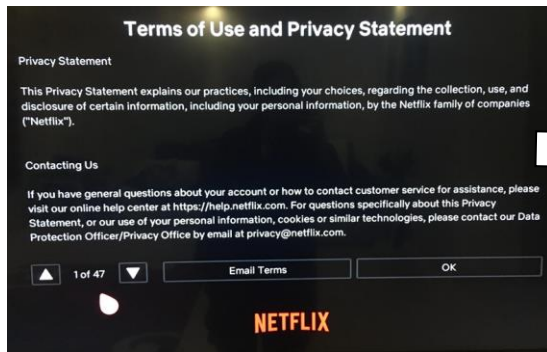 Terms of Use and Privacy Statement
Privacy Statement
This Privacy Statement explains our practices, including your choices, regarding the collection, use, and
disclosure of certain information, including your personal information, by the Netflix family of companies
("Netflix").
Contacting Us
If you have general questions about your account or how to contact customer service for assistance, please
visit our online help center at https://help.netflix.com. For questions specifically about this Privacy
Statement, or our use of your personal information, cookies or similar technologies, please contact our Data
Protection Officer/Privacy Office by email at privacy@netflix.com.
1 of 47 Email Terms OK
NETFLIX